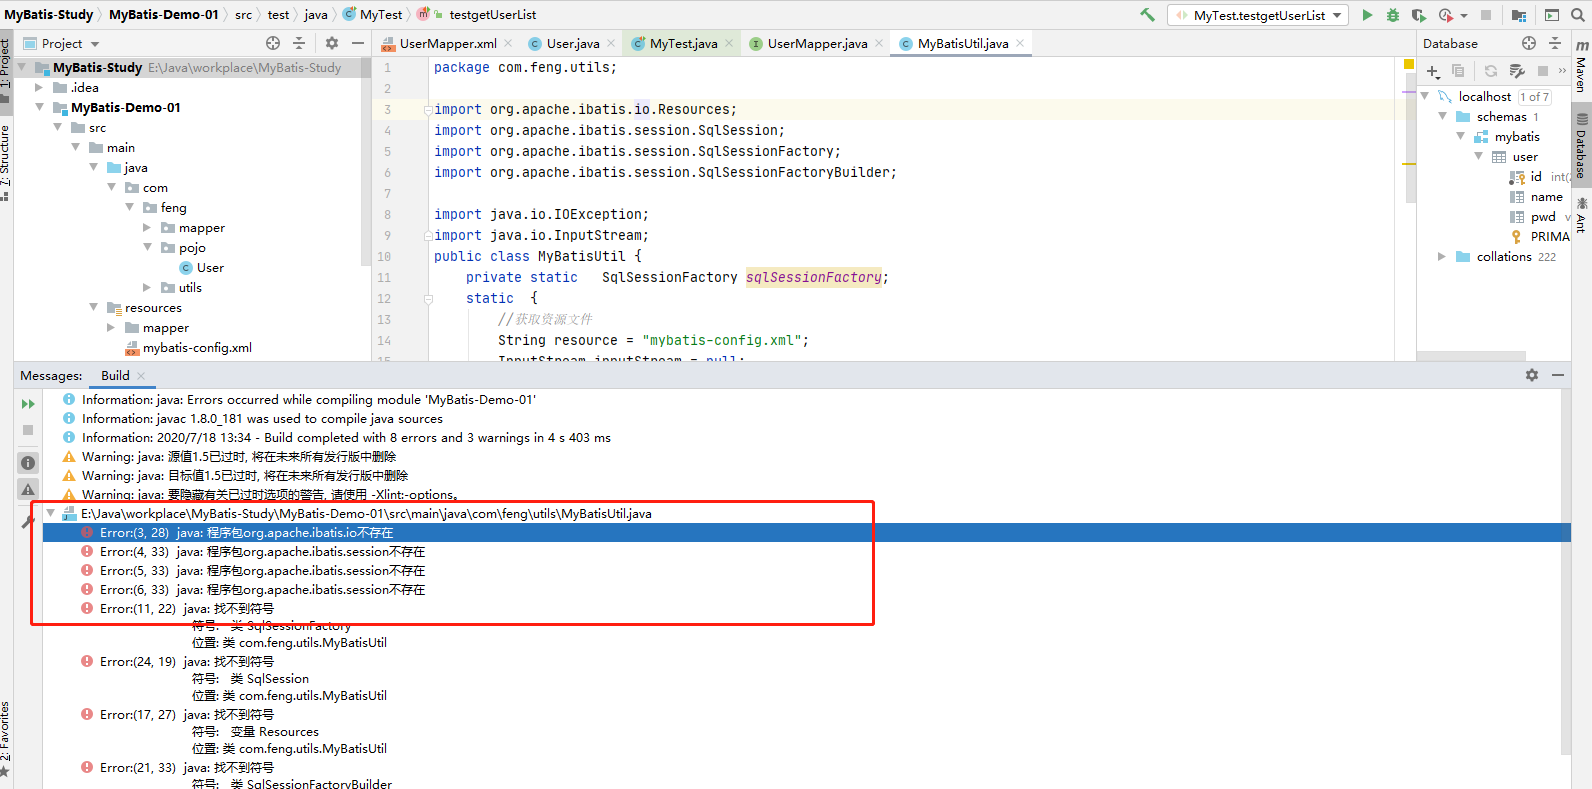 MyBatis-Study
MyBatis-Demo-01
src
test
java
MyTest
testgetUserList
MyTest.testgetUserList
1: Project
7: Structure
2: Favorites
Project
MyBatis-Study E:\Java\workplace\MyBatis-Study
.idea
MyBatis-Demo-01
src
main
java
com
feng
mapper
pojo
User
utils
resources
mapper
mybatis-config.xml
UserMapper.xml
User.java
MyTest.java
UserMapper.java
MyBatisUtil.java
1 package com.feng.utils;
2
3 import org.apache.ibatis.io.Resources;
4 import org.apache.ibatis.session.SqlSession;
5 import org.apache.ibatis.session.SqlSessionFactory;
6 import org.apache.ibatis.session.SqlSessionFactoryBuilder;
7
8 import java.io.IOException;
9 import java.io.InputStream;
10 public class MyBatisUtil {
11 private static SqlSessionFactory sqlSessionFactory;
12 static {
13 //获取资源文件
14 String resource = "mybatis-config.xml";
15 InputStream inputStream = null;
Database
localhost 1 of 7
schemas 1
mybatis
user
id int(
name
pwd v
PRIMA
collations 222
Maven
Database
Ant
Messages:
Build
Information: java: Errors occurred while compiling module 'MyBatis-Demo-01'
Information: javac 1.8.0_181 was used to compile java sources
Information: 2020/7/18 13:34 - Build completed with 8 errors and 3 warnings in 4 s 403 ms
Warning: java: 源值1.5已过时, 将在未来所有发行版中删除
Warning: java: 目标值1.5已过时, 将在未来所有发行版中删除
Warning: java: 要隐藏有关已过时选项的警告, 请使用 -Xlint:-options。
E:\Java\workplace\MyBatis-Study\MyBatis-Demo-01\src\main\java\com\feng\utils\MyBatisUtil.java
Error:(3, 28) java: 程序包org.apache.ibatis.io不存在
Error:(4, 33) java: 程序包org.apache.ibatis.session不存在
Error:(5, 33) java: 程序包org.apache.ibatis.session不存在
Error:(6, 33) java: 程序包org.apache.ibatis.session不存在
Error:(11, 22) java: 找不到符号
符号: 类 SqlSessionFactory
位置: 类 com.feng.utils.MyBatisUtil
Error:(24, 19) java: 找不到符号
符号: 类 SqlSession
位置: 类 com.feng.utils.MyBatisUtil
Error:(17, 27) java: 找不到符号
符号: 变量 Resources
位置: 类 com.feng.utils.MyBatisUtil
Error:(21, 33) java: 找不到符号
符号: 类 SqlSessionFactoryBuilder